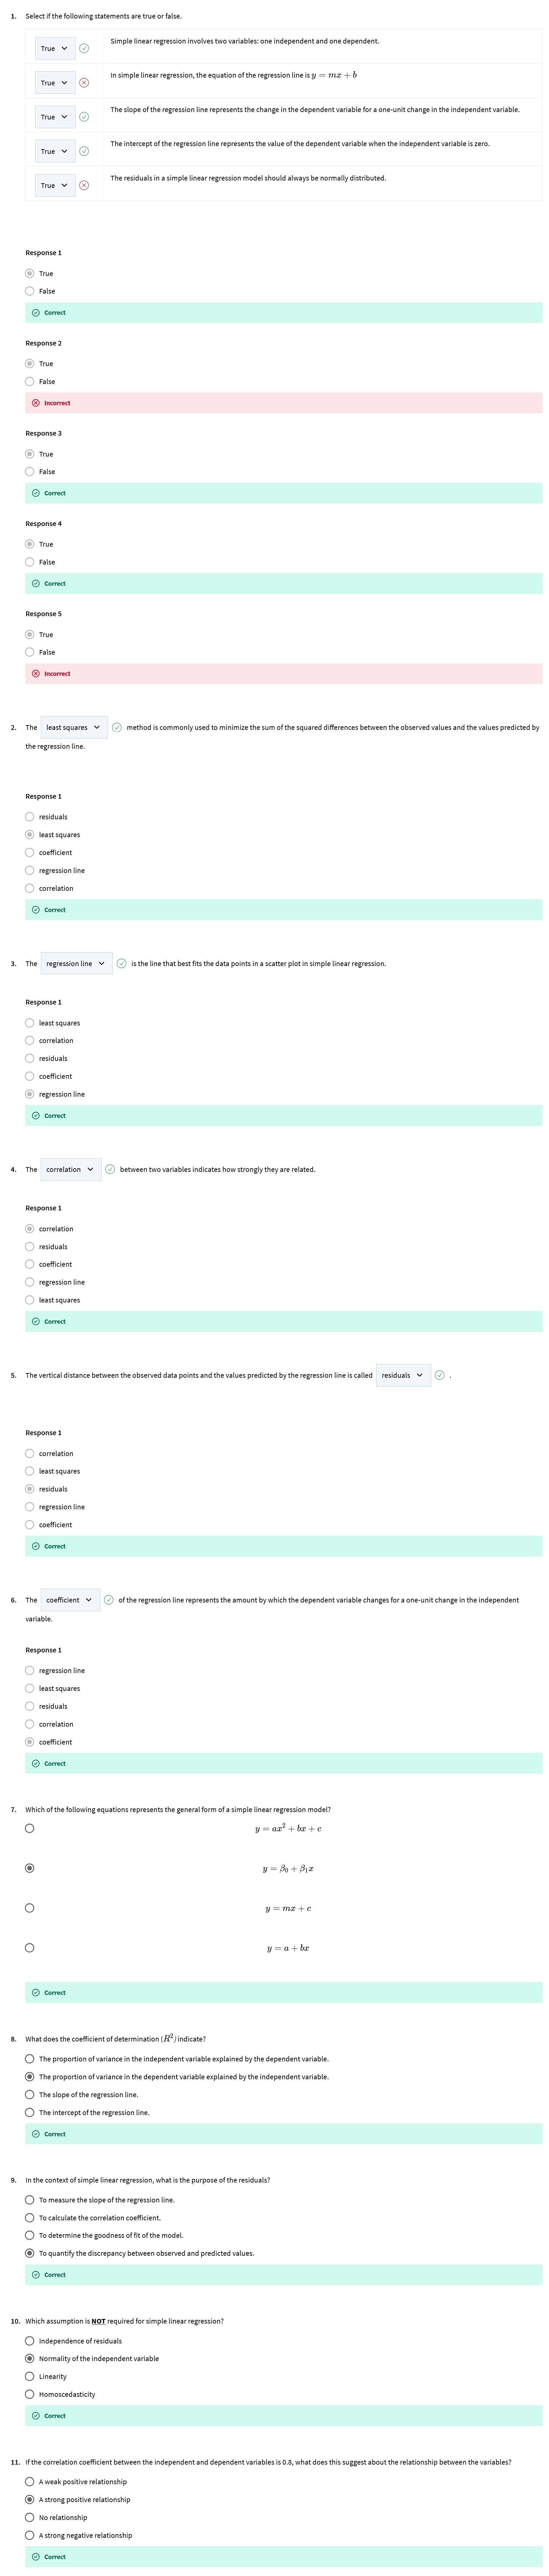 1. Select if the following statements are true or false.
True Simple linear regression involves two variables: one independent and one dependent.
True In simple linear regression, the equation of the regression line is y = mx + b
True The slope of the regression line represents the change in the dependent variable for a one-unit change in the independent variable.
True The intercept of the regression line represents the value of the dependent variable when the independent variable is zero.
True The residuals in a simple linear regression model should always be normally distributed.
Response 1
True
False
Correct
Response 2
True
False
Incorrect
Response 3
True
False
Correct
Response 4
True
False
Correct
Response 5
True
False
Incorrect
2. The least squares method is commonly used to minimize the sum of the squared differences between the observed values and the values predicted by
the regression line.
Response 1
residuals
least squares
coefficient
regression line
correlation
Correct
3. The regression line is the line that best fits the data points in a scatter plot in simple linear regression.
Response 1
least squares
correlation
residuals
coefficient
regression line
Correct
4. The correlation between two variables indicates how strongly they are related.
Response 1
correlation
residuals
coefficient
regression line
least squares
Correct
5. The vertical distance between the observed data points and the values predicted by the regression line is called residuals .
Response 1
correlation
least squares
residuals
regression line
coefficient
Correct
6. The coefficient of the regression line represents the amount by which the dependent variable changes for a one-unit change in the independent
variable.
Response 1
regression line
least squares
residuals
correlation
coefficient
Correct
7. Which of the following equations represents the general form of a simple linear regression model?
y = ax² + bx + c
y = β₀ + β₁x
y = mx + c
y = a + bx
Correct
8. What does the coefficient of determination (R²) indicate?
The proportion of variance in the independent variable explained by the dependent variable.
The proportion of variance in the dependent variable explained by the independent variable.
The slope of the regression line.
The intercept of the regression line.
Correct
9. In the context of simple linear regression, what is the purpose of the residuals?
To measure the slope of the regression line.
To calculate the correlation coefficient.
To determine the goodness of fit of the model.
To quantify the discrepancy between observed and predicted values.
Correct
10. Which assumption is NOT required for simple linear regression?
Independence of residuals
Normality of the independent variable
Linearity
Homoscedasticity
Correct
11. If the correlation coefficient between the independent and dependent variables is 0.8, what does this suggest about the relationship between the variables?
A weak positive relationship
A strong positive relationship
No relationship
A strong negative relationship
Correct